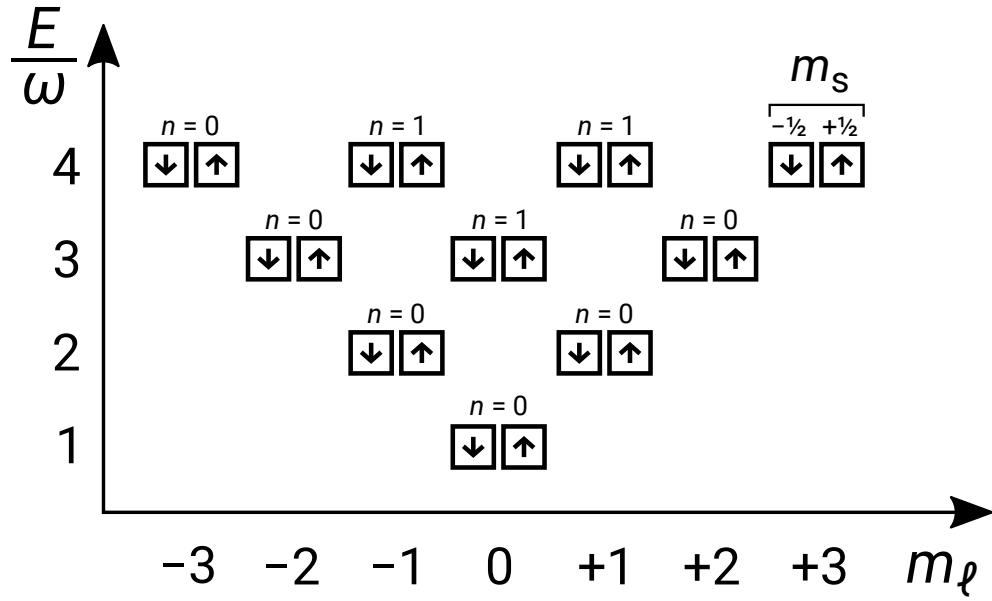 E
ω
mₛ
n = 0 n = 1 n = 1 −½ +½
4 ↓ ↑ ↓ ↑ ↓ ↑ ↓ ↑
n = 0 n = 1 n = 0
3 ↓ ↑ ↓ ↑ ↓ ↑
n = 0 n = 0
2 ↓ ↑ ↓ ↑
n = 0
1 ↓ ↑
−3 −2 −1 0 +1 +2 +3 m_ℓ